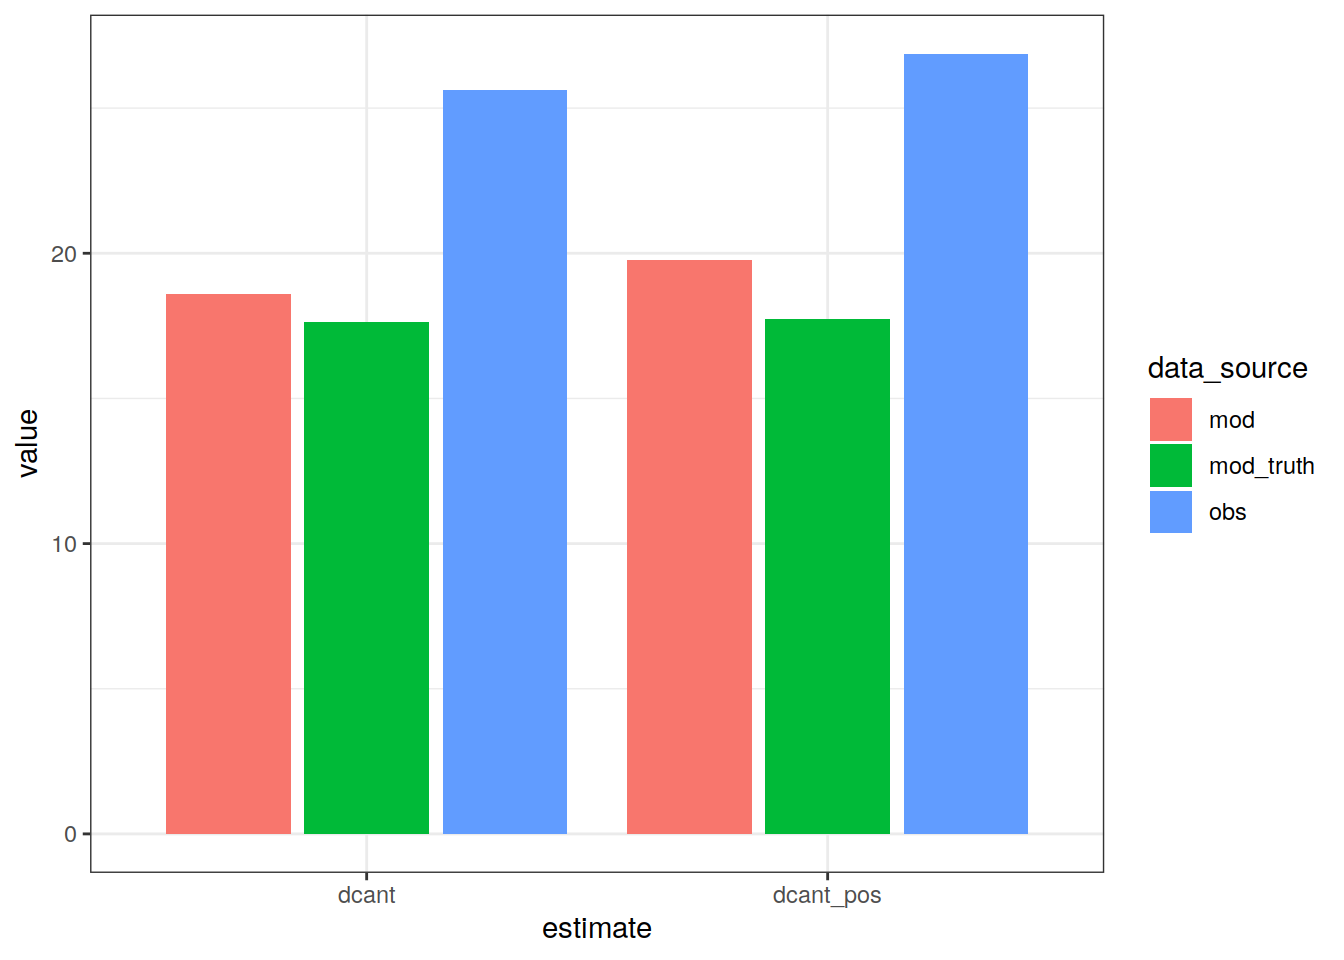 value
20
10
0
dcant
dcant_pos
estimate
data_source
mod
mod_truth
obs